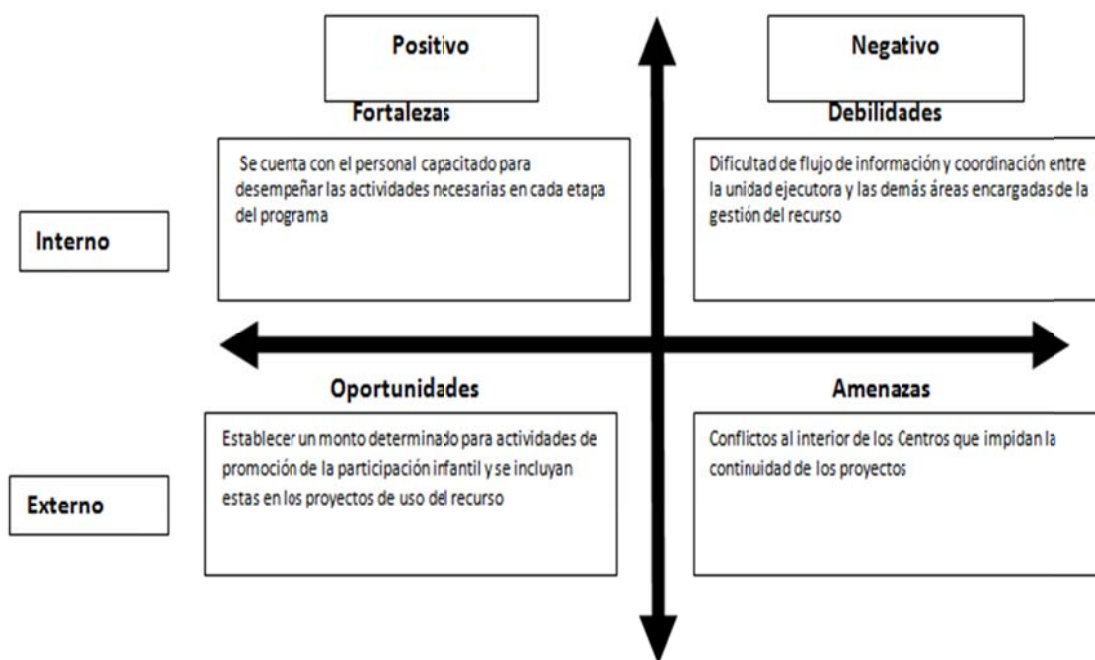 Positivo
Negativo
Fortalezas
Debilidades
Interno
Se cuenta con el personal capacitado para
desempeñar las actividades necesarias en cada etapa
del programa
Dificultad de flujo de información y coordinación entre
la unidad ejecutora y las demás áreas encargadas de la
gestión del recurso
Oportunidades
Amenazas
Externo
Establecer un monto determinado para actividades de
promoción de la participación infantil y se incluyan
estas en los proyectos de uso del recurso
Conflictos al interior de los Centros que impidan la
continuidad de los proyectos